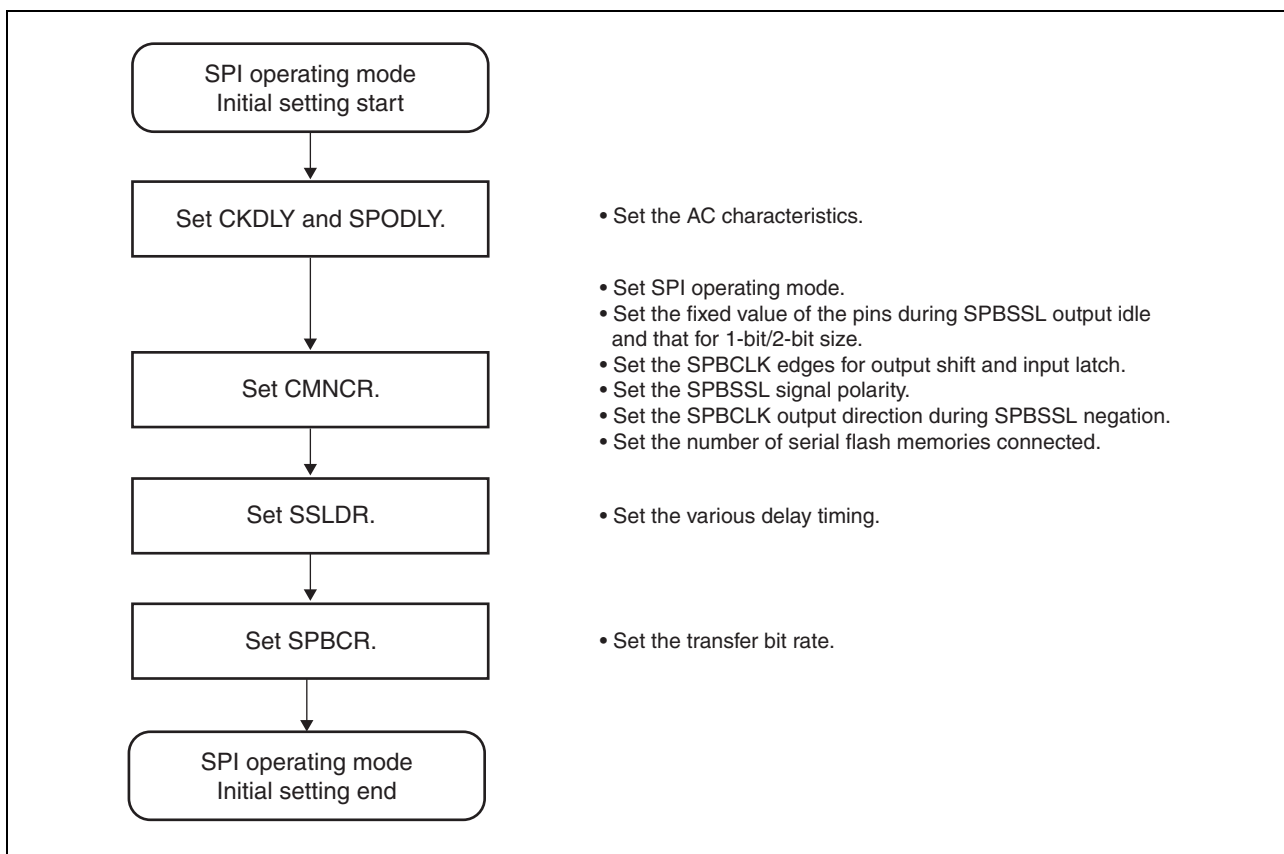 SPI operating mode
Initial setting start
Set CKDLY and SPODLY.
• Set the AC characteristics.
• Set SPI operating mode.
• Set the fixed value of the pins during SPBSSL output idle
and that for 1-bit/2-bit size.
• Set the SPBCLK edges for output shift and input latch.
Set CMNCR.
• Set the SPBSSL signal polarity.
• Set the SPBCLK output direction during SPBSSL negation.
• Set the number of serial flash memories connected.
Set SSLDR.
• Set the various delay timing.
Set SPBCR.
• Set the transfer bit rate.
SPI operating mode
Initial setting end